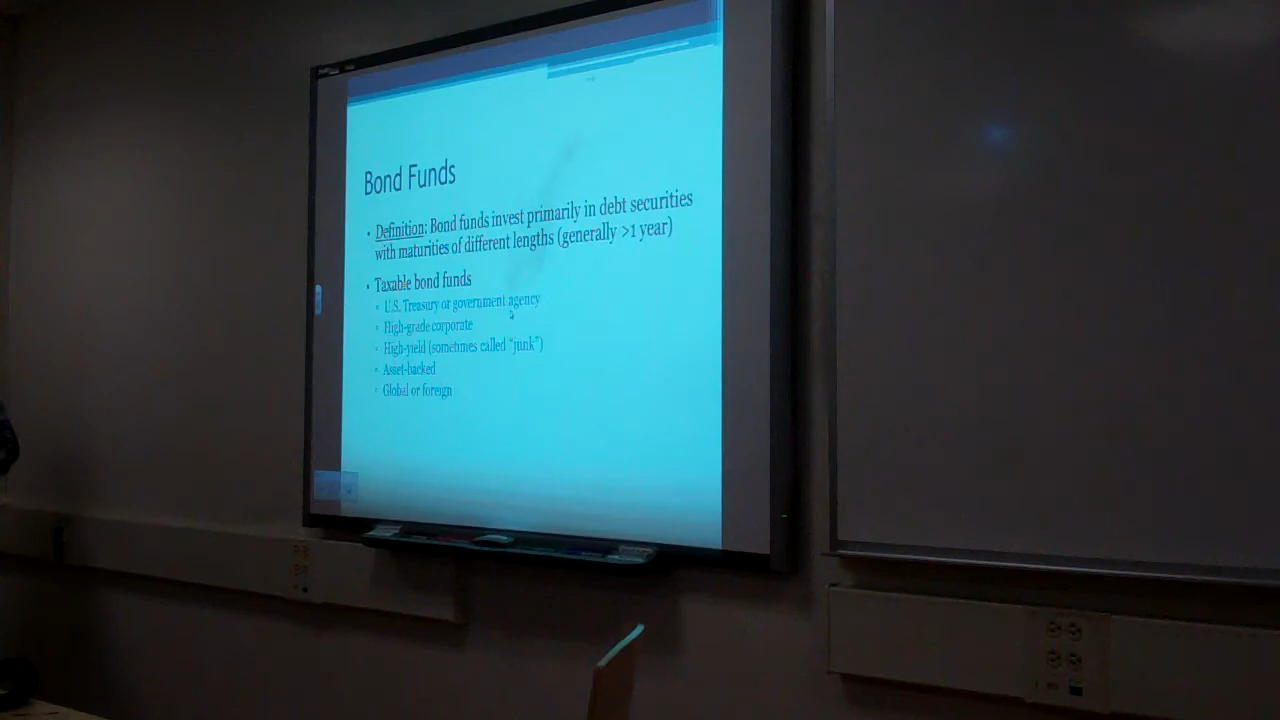 Bond Funds
• Definition: Bond funds invest primarily in debt securities
with maturities of different lengths (generally >1 year)
• Taxable bond funds
▫ U.S. Treasury or government agency
▫ High-grade corporate
▫ High-yield (sometimes called “junk”)
▫ Asset-backed
▫ Global or foreign